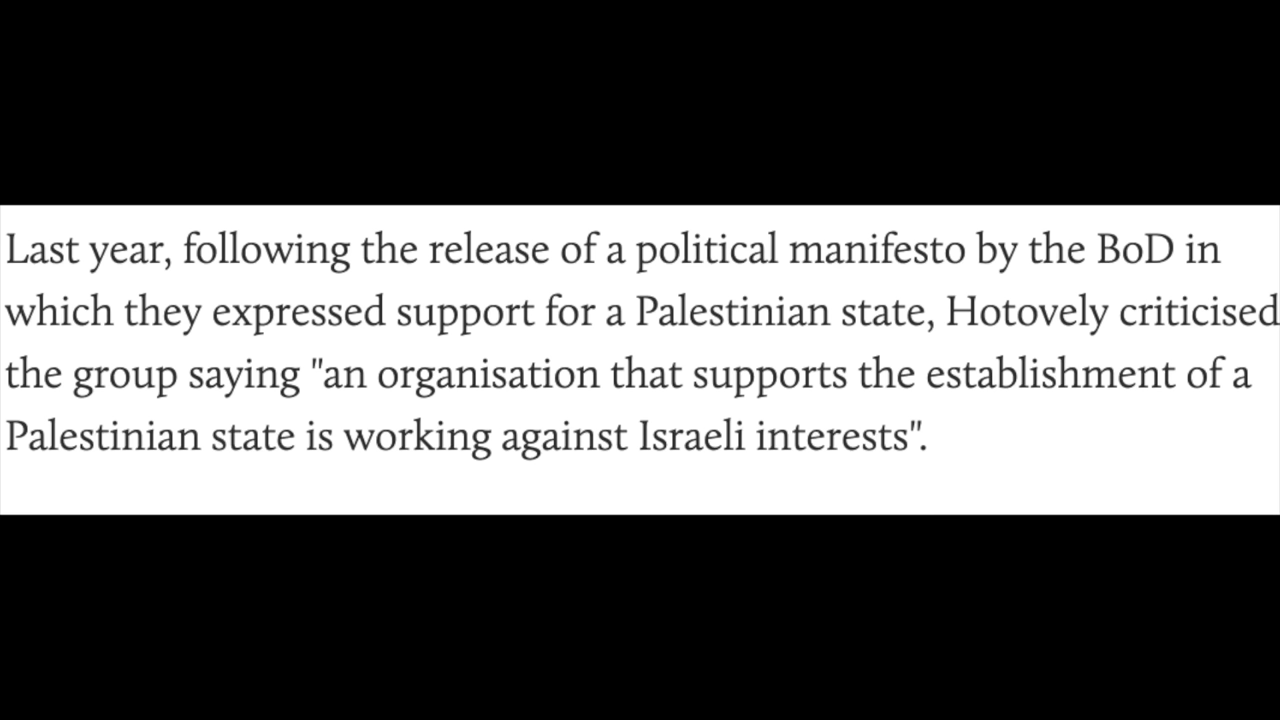 Last year, following the release of a political manifesto by the BoD in
which they expressed support for a Palestinian state, Hotovely criticised
the group saying "an organisation that supports the establishment of a
Palestinian state is working against Israeli interests".